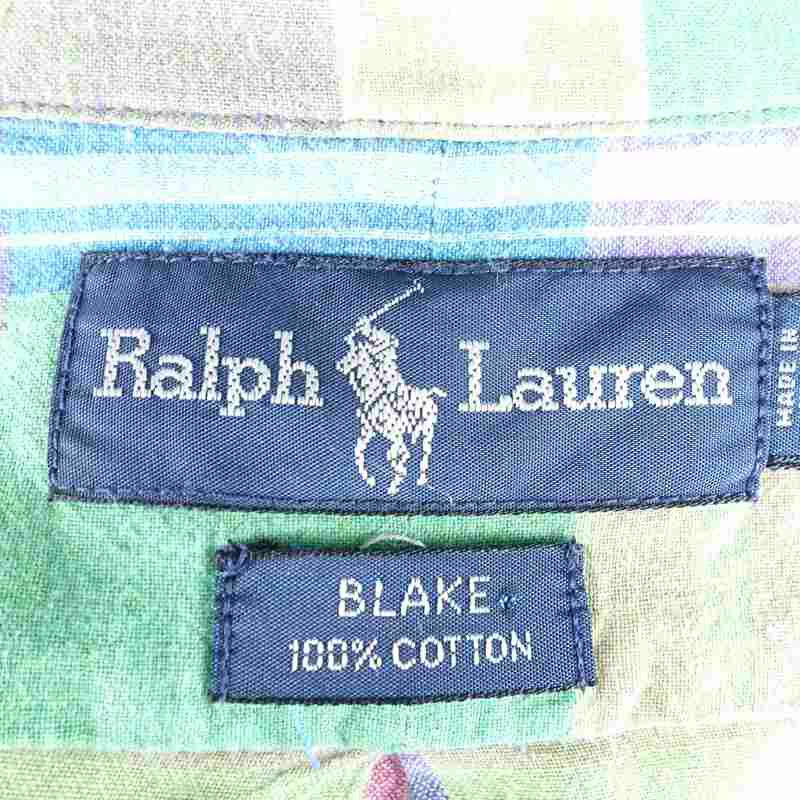 Ralph Lauren
MADE IN
BLAKE
100% COTTON